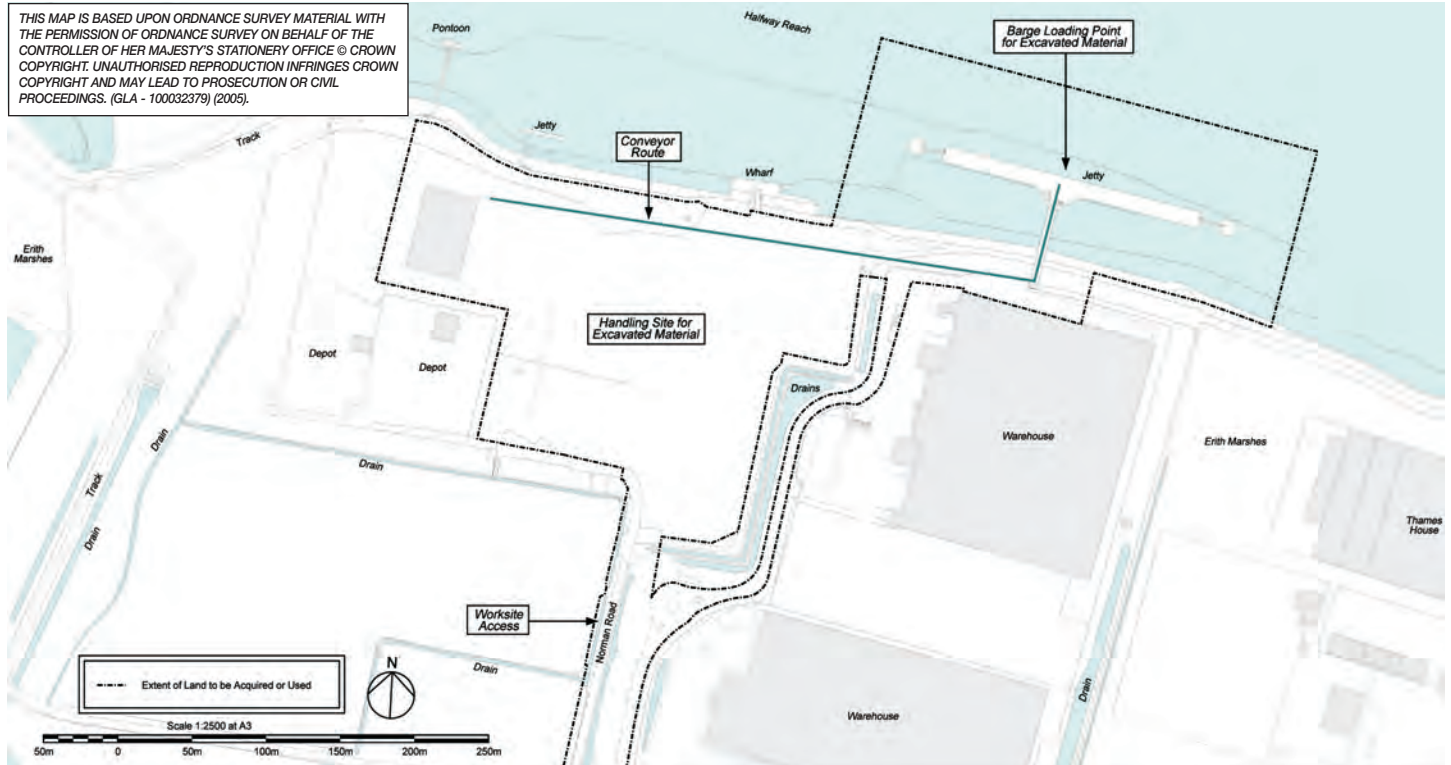 THIS MAP IS BASED UPON ORDNANCE SURVEY MATERIAL WITH
THE PERMISSION OF ORDNANCE SURVEY ON BEHALF OF THE
CONTROLLER OF HER MAJESTY'S STATIONERY OFFICE © CROWN
COPYRIGHT. UNAUTHORISED REPRODUCTION INFRINGES CROWN
COPYRIGHT AND MAY LEAD TO PROSECUTION OR CIVIL
PROCEEDINGS. (GLA - 100032379) (2005).
Pontoon
Halfway Reach
Barge Loading Point
for Excavated Material
Track
Jetty
Conveyor
Route
Wharf
Jetty
Erith
Marshes
Handling Site for
Excavated Material
Depot
Depot
Drains
Warehouse
Erith Marshes
Thames
House
Drain
Track
Drain
Drain
Worksite
Access
Norman Road
Drain
Drain
Warehouse
N
Extent of Land to be Acquired or Used
Scale 1:2500 at A3
50m 0 50m 100m 150m 200m 250m